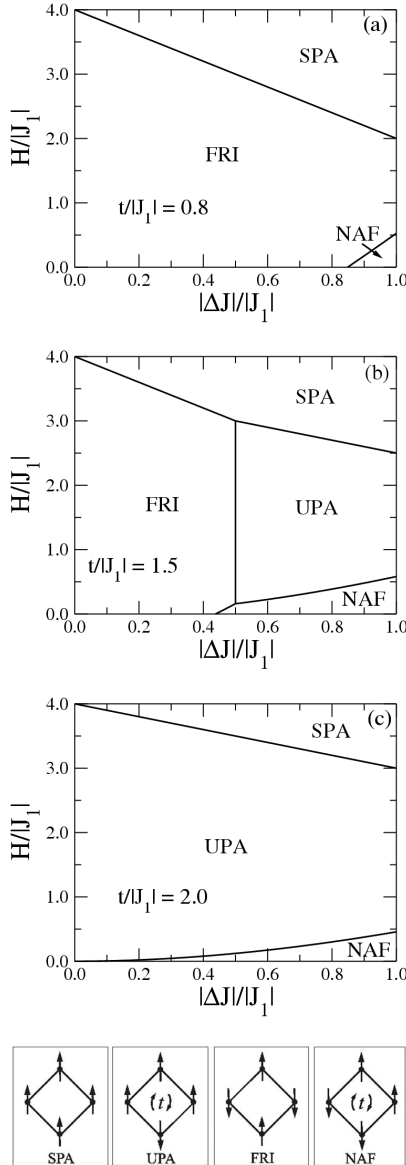 4.0
(a)
SPA
3.0
H/|J₁|
2.0
FRI
t/|J₁| = 0.8
1.0
NAF
0.0
0.0 0.2 0.4 0.6 0.8 1.0
|ΔJ|/|J₁|
4.0
(b)
SPA
3.0
H/|J₁|
2.0
FRI UPA
1.0
t/|J₁| = 1.5
NAF
0.0
0.0 0.2 0.4 0.6 0.8 1.0
|ΔJ|/|J₁|
4.0
(c)
SPA
3.0
H/|J₁|
UPA
2.0
1.0
t/|J₁| = 2.0
NAF
0.0
0.0 0.2 0.4 0.6 0.8 1.0
|ΔJ|/|J₁|
(t) (t)
SPA UPA FRI NAF